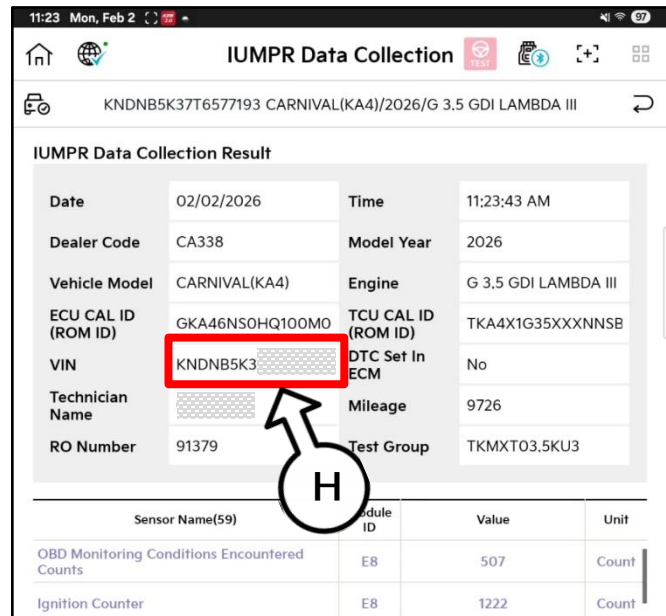 11:23 Mon, Feb 2 97
IUMPR Data Collection TEST
KNDNB5K37T6577193 CARNIVAL(KA4)/2026/G 3.5 GDI LAMBDA III
IUMPR Data Collection Result
Date 02/02/2026 Time 11;23;43 AM
Dealer Code CA338 Model Year 2026
Vehicle Model CARNIVAL(KA4) Engine G 3,5 GDI LAMBDA III
ECU CAL ID (ROM ID) GKA46NS0HQ100M0 TCU CAL ID (ROM ID) TKA4X1G35XXXNNSB
VIN KNDNB5K3 DTC Set In ECM No
Technician Name Mileage 9726
RO Number 91379 Test Group TKMXT03.5KU3
H
Sensor Name(59) ID Value Unit
OBD Monitoring Conditions Encountered Counts E8 507 Count
Ignition Counter E8 1222 Count